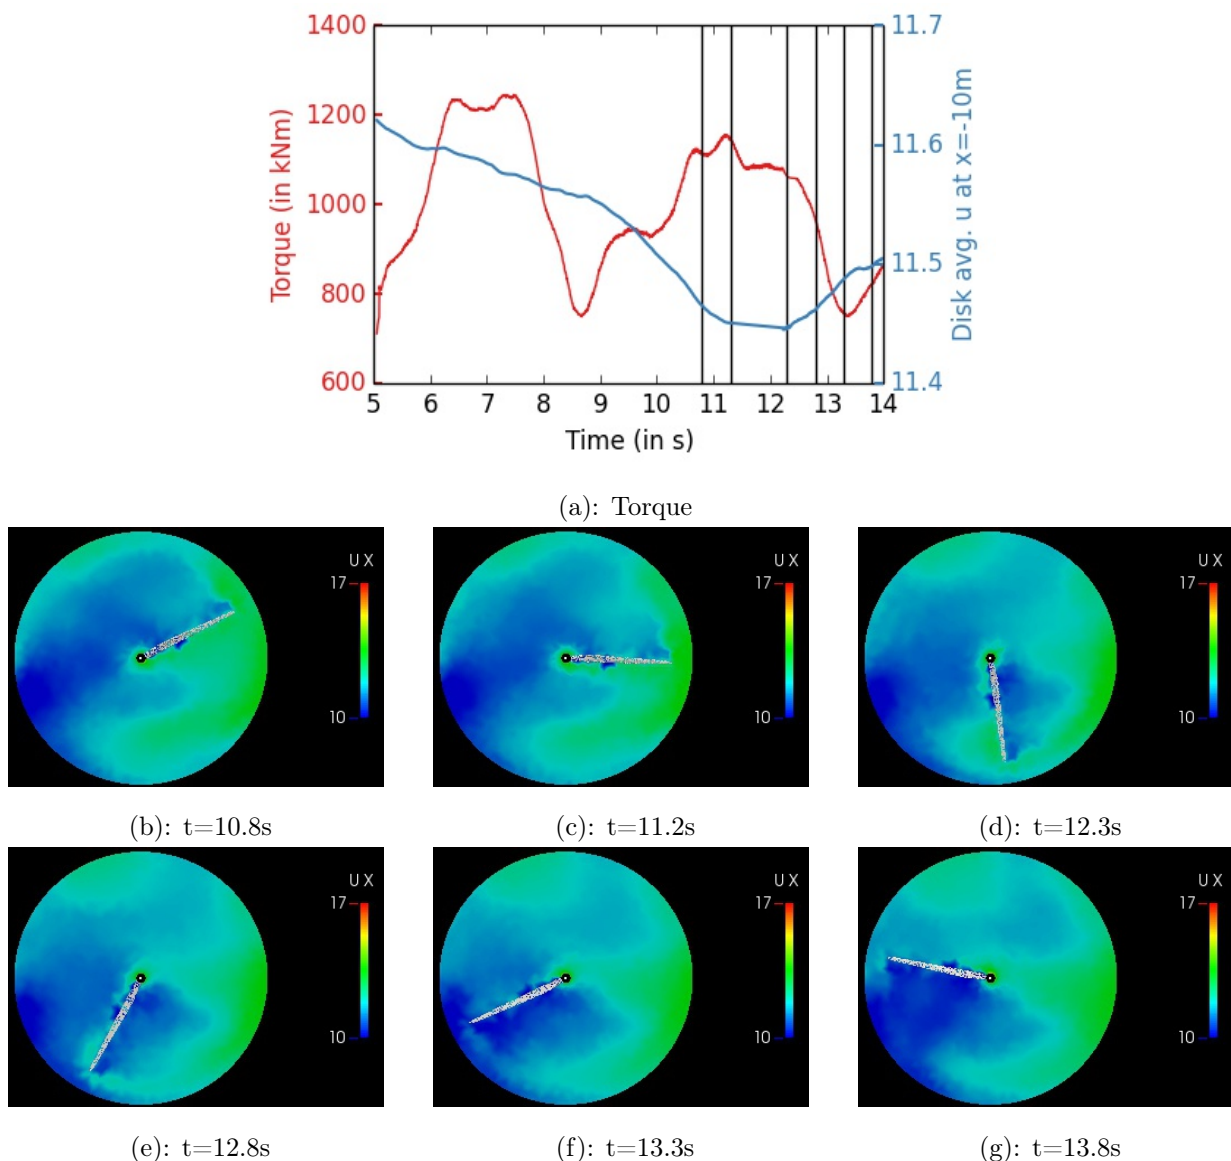 1400
1200
1000
800
600
Torque (in kNm)
11.7
11.6
11.5
11.4
Disk avg. u at x=-10m
5 6 7 8 9 10 11 12 13 14
Time (in s)
(a): Torque
UX
17
10
UX
17
10
UX
17
10
(b): t=10.8s
(c): t=11.2s
(d): t=12.3s
UX
17
10
UX
17
10
UX
17
10
(e): t=12.8s
(f): t=13.3s
(g): t=13.8s